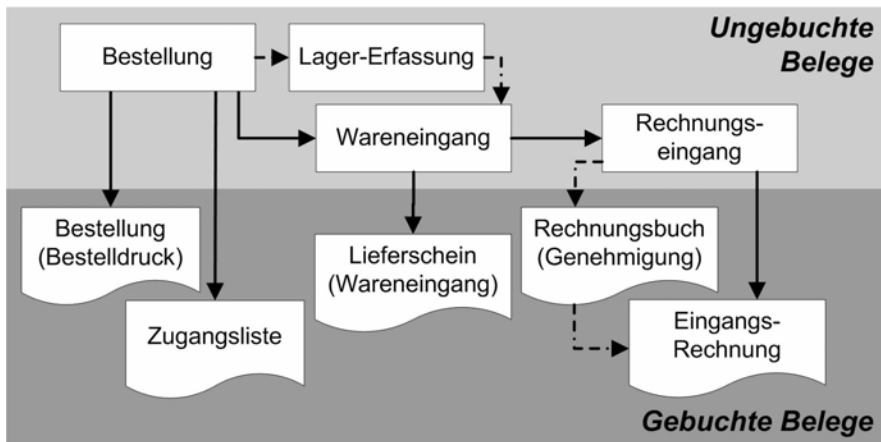 Ungebuchte
Belege
Bestellung
Lager-Erfassung
Wareneingang
Rechnungs-
eingang
Bestellung
(Bestelldruck)
Lieferschein
(Wareneingang)
Rechnungsbuch
(Genehmigung)
Zugangsliste
Eingangs-
Rechnung
Gebuchte Belege